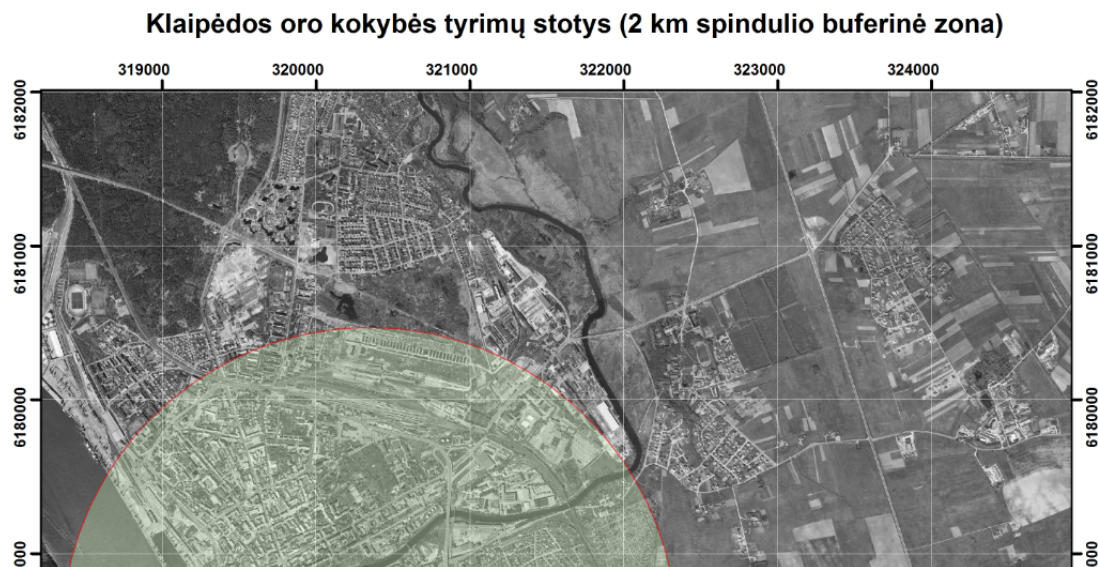 Klaipėdos oro kokybės tyrimų stotys (2 km spindulio buferinė zona)
319000 320000 321000 322000 323000 324000
6182000 6182000
6181000 6181000
6180000 6180000
000 000